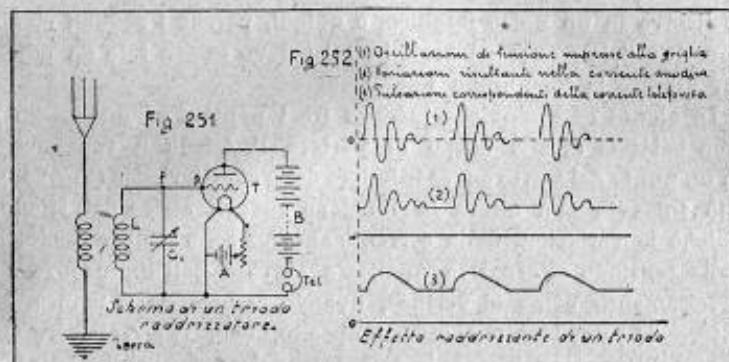 Fig 251
L
C.
P
g
T
A
B
Tel
terra
Schema di un triodo
raddrizzatore.
Fig 252
(1) Oscillazioni di tensione impresse alla griglia
(2) Variazioni risultante nella corrente anodica
(3) Pulsazioni corrispondenti della corrente telefonica
(1)
(2)
(3)
o
o
o
Effetto raddrizzante di un triodo